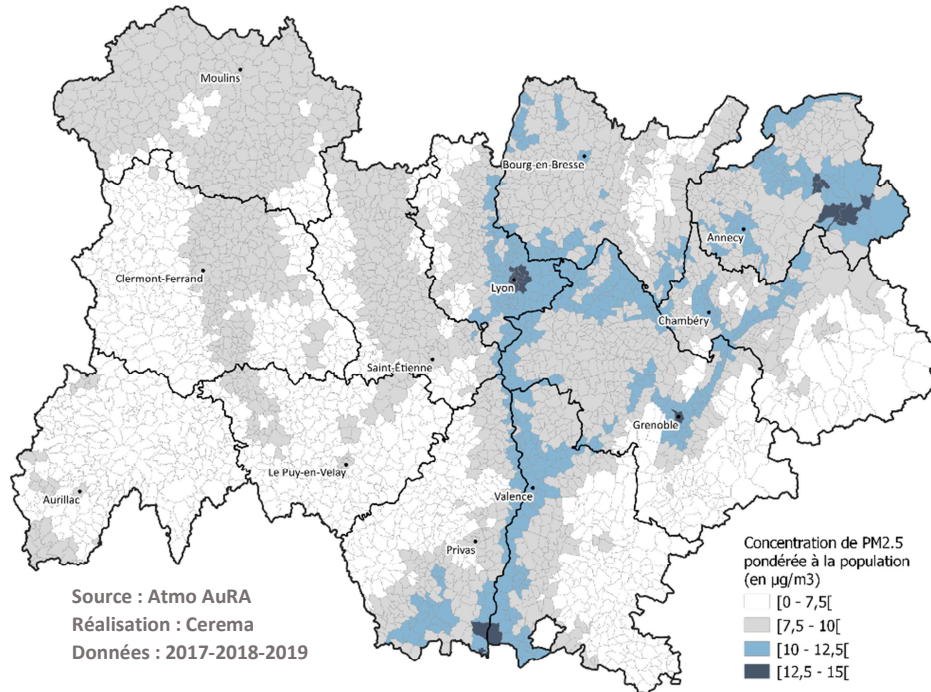 Moulins
Bourg-en-Bresse
Annecy
Clermont-Ferrand
Lyon
Chambéry
Saint-Étienne
Grenoble
Le Puy-en-Velay
Aurillac
Valence
Privas
Concentration de PM2.5
pondérée à la population
(en µg/m3)
[0 - 7,5[
[7,5 - 10[
[10 - 12,5[
[12,5 - 15[
Source : Atmo AuRA
Réalisation : Cerema
Données : 2017-2018-2019